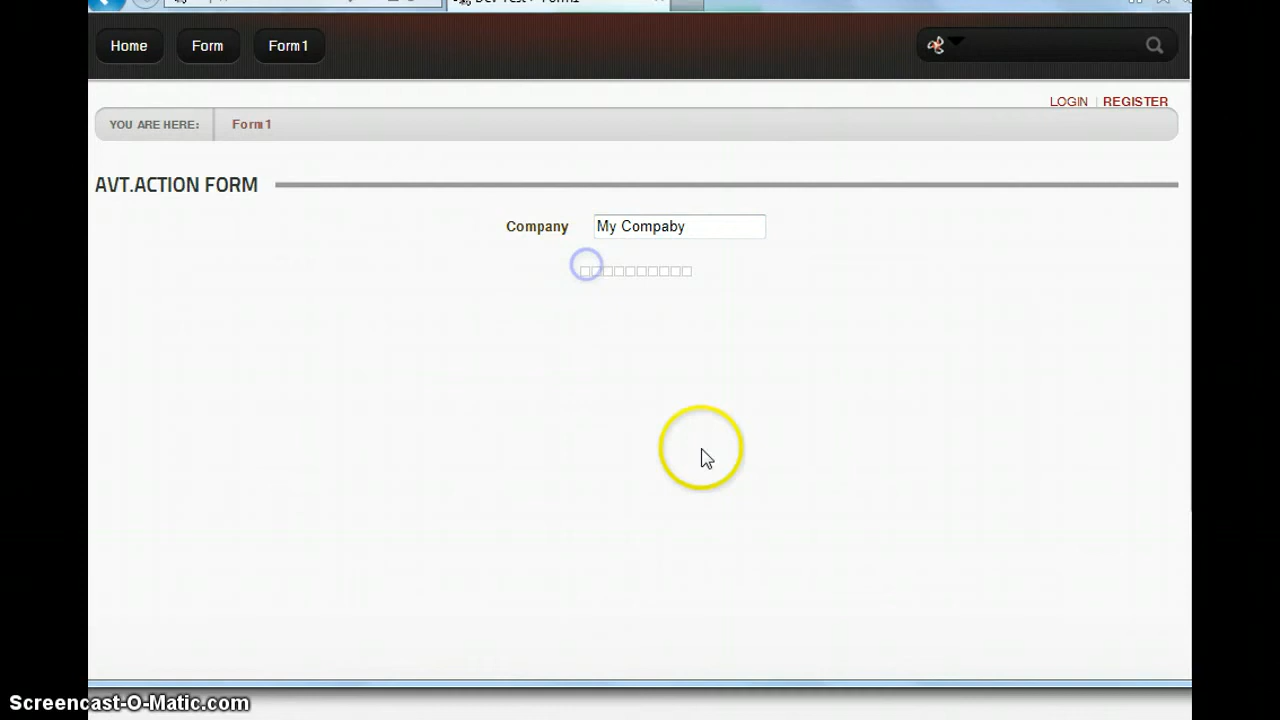 Home
Form
Form1
LOGIN | REGISTER
YOU ARE HERE:
Form1
AVT.ACTION FORM
Company
My Compaby
Screencast-O-Matic.com